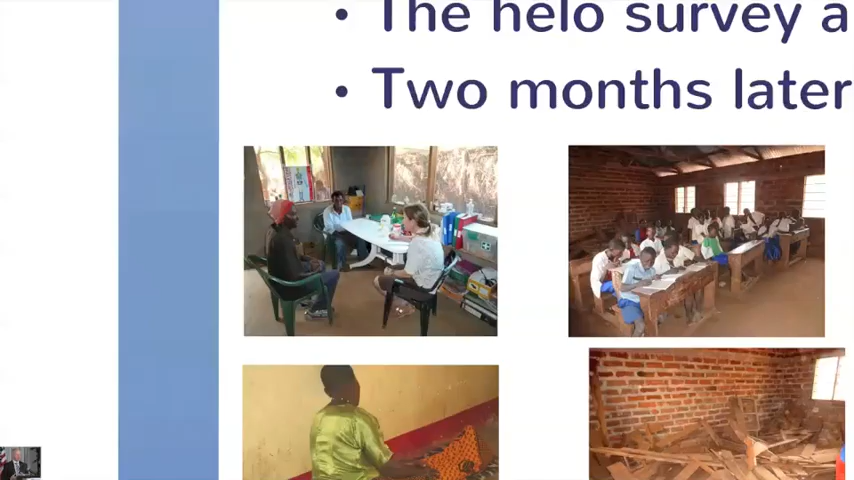 • The helo survey a
• Two months later